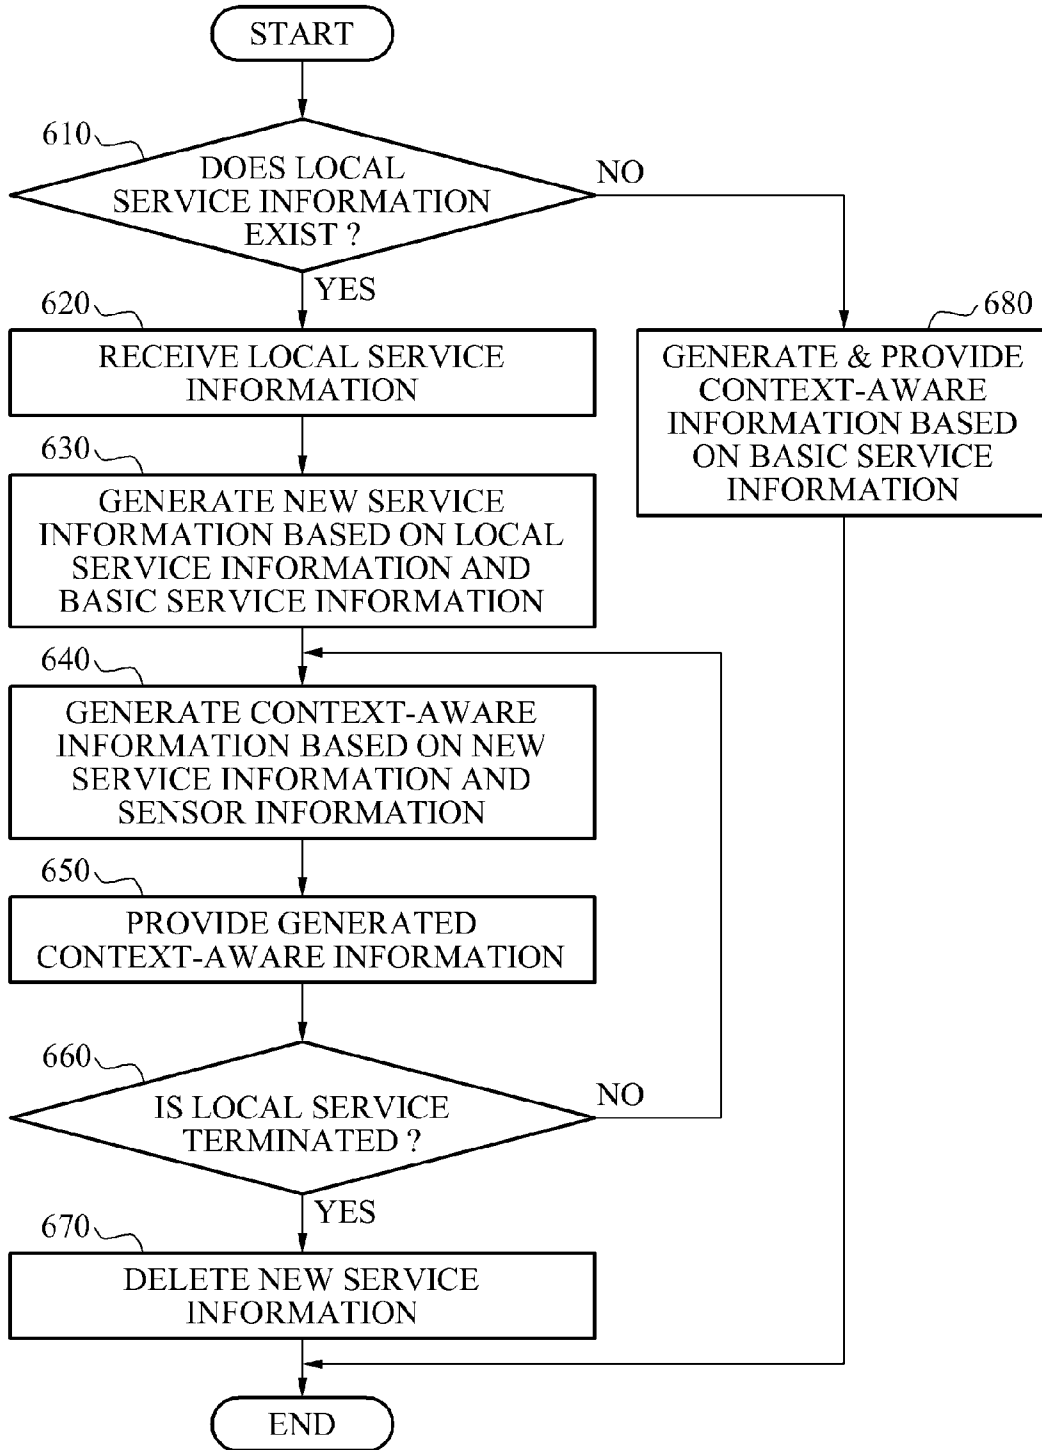 START
610
DOES LOCAL
SERVICE INFORMATION
EXIST ?
NO
YES
620
RECEIVE LOCAL SERVICE
INFORMATION
680
GENERATE & PROVIDE
CONTEXT-AWARE
INFORMATION BASED
ON BASIC SERVICE
INFORMATION
630
GENERATE NEW SERVICE
INFORMATION BASED ON LOCAL
SERVICE INFORMATION AND
BASIC SERVICE INFORMATION
640
GENERATE CONTEXT-AWARE
INFORMATION BASED ON NEW
SERVICE INFORMATION AND
SENSOR INFORMATION
650
PROVIDE GENERATED
CONTEXT-AWARE INFORMATION
660
IS LOCAL SERVICE
TERMINATED ?
NO
YES
670
DELETE NEW SERVICE
INFORMATION
END